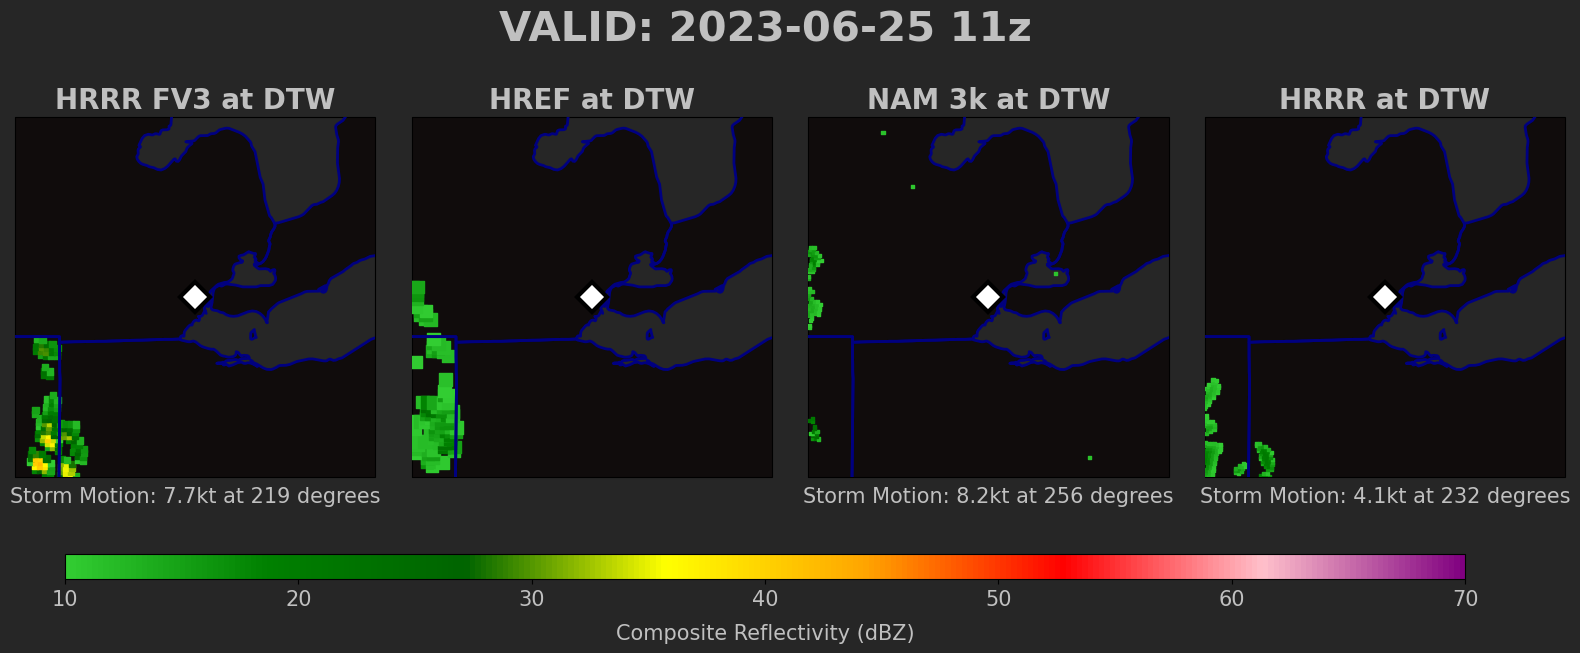 VALID: 2023-06-25 11z
HRRR FV3 at DTW
HREF at DTW
NAM 3k at DTW
HRRR at DTW
Storm Motion: 7.7kt at 219 degrees
Storm Motion: 8.2kt at 256 degrees
Storm Motion: 4.1kt at 232 degrees
10 20 30 40 50 60 70
Composite Reflectivity (dBZ)